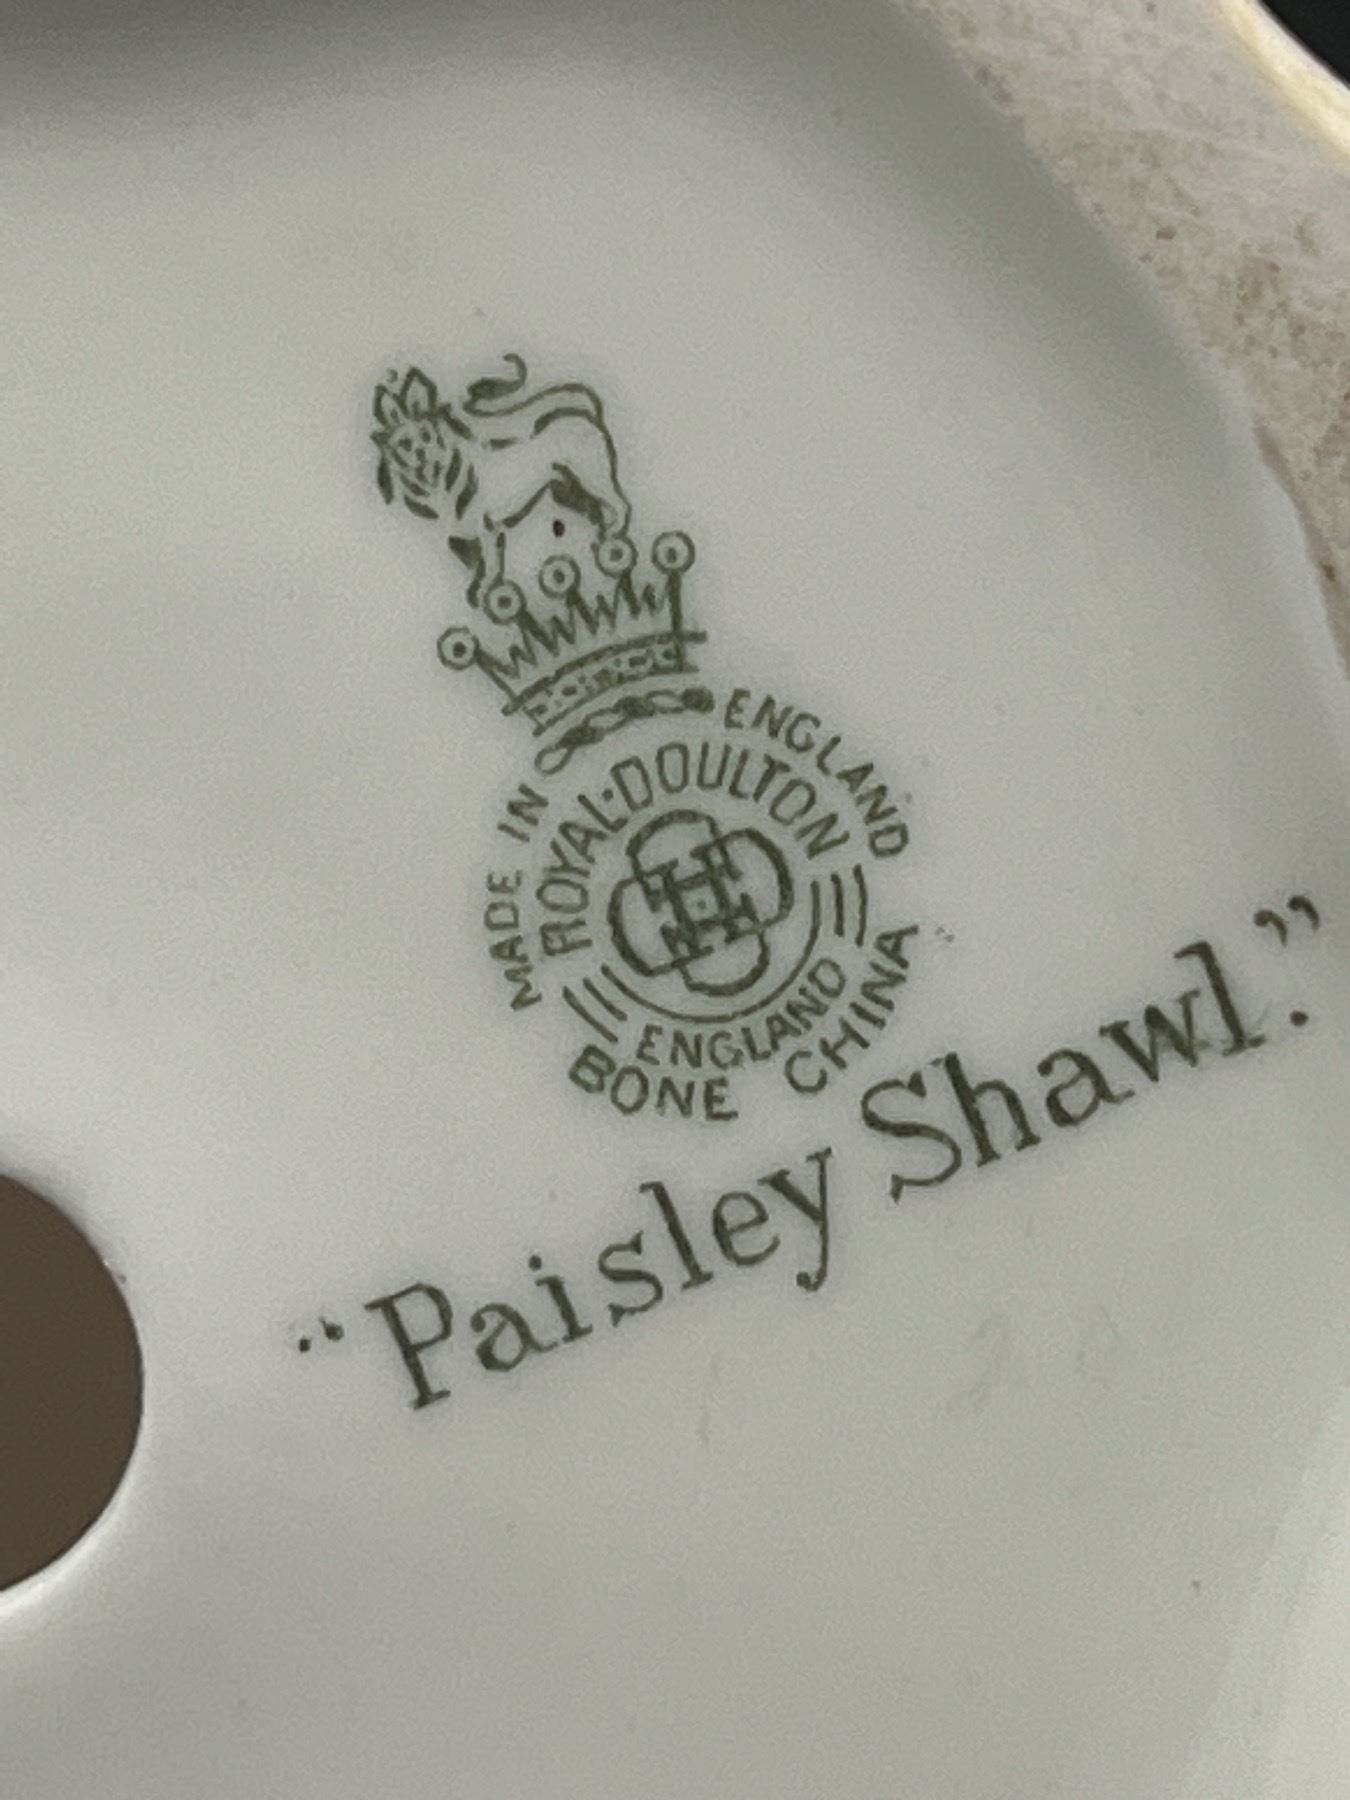 MADE IN ENGLAND
ROYAL·DOULTON
ENGLAND
BONE CHINA
“Paisley Shawl.”